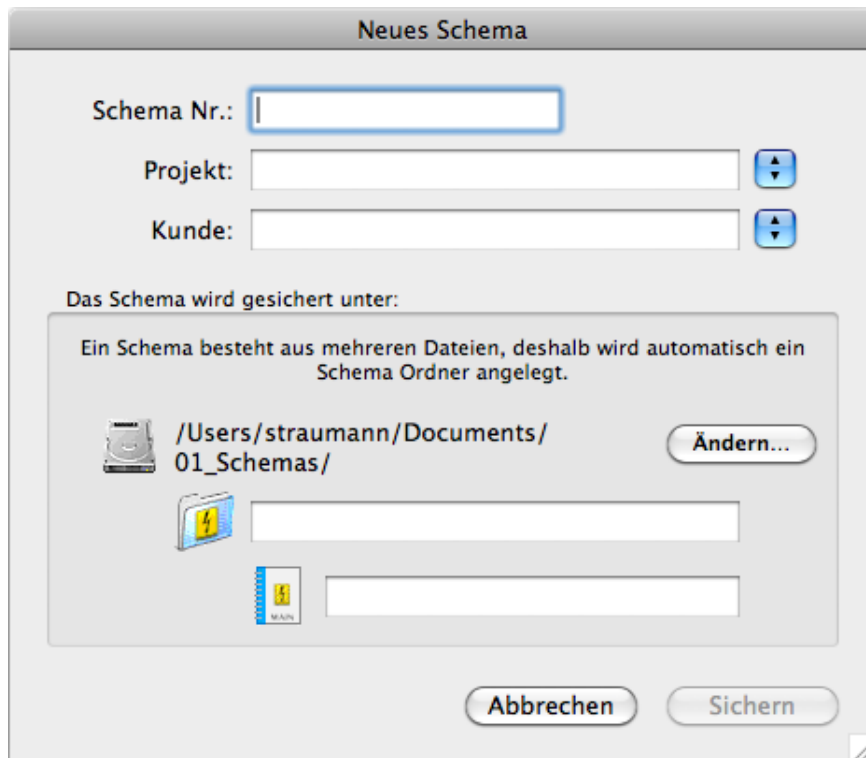 Neues Schema
Schema Nr.:
Projekt:
Kunde:
Das Schema wird gesichert unter:
Ein Schema besteht aus mehreren Dateien, deshalb wird automatisch ein
Schema Ordner angelegt.
/Users/straumann/Documents/
01_Schemas/
Ändern...
MAIN
Abbrechen
Sichern